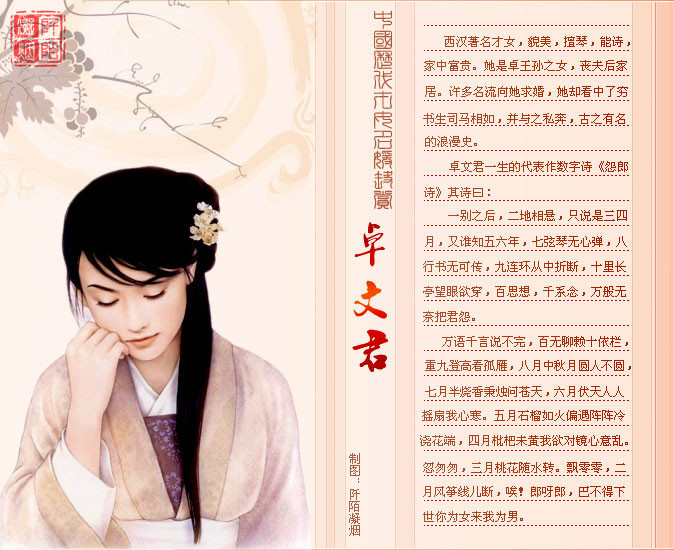 阡陌
凝烟
中國歷代才女名媛
卓文君
制图：阡陌凝烟
西汉著名才女，貌美，擅琴，能诗，
家中富贵。她是卓王孙之女，丧夫后家
居。许多名流向她求婚，她却看中了穷
书生司马相如，并与之私奔，古之有名
的浪漫史。
卓文君一生的代表作数字诗《怨郎
诗》其诗曰：
一别之后，二地相悬，只说是三四
月，又谁知五六年，七弦琴无心弹，八
行书无可传，九连环从中折断，十里长
亭望眼欲穿，百思想，千系念，万般无
奈把君怨。
万语千言说不完，百无聊赖十依栏，
重九登高看孤雁，八月中秋月圆人不圆，
七月半烧香秉烛问苍天，六月伏天人人
摇扇我心寒。五月石榴如火偏遇阵阵冷
浇花端，四月枇杷未黄我欲对镜心意乱。
忽匆匆，三月桃花随水转。飘零零，二
月风筝线儿断，唉！郎呀郎，巴不得下
世你为女来我为男。